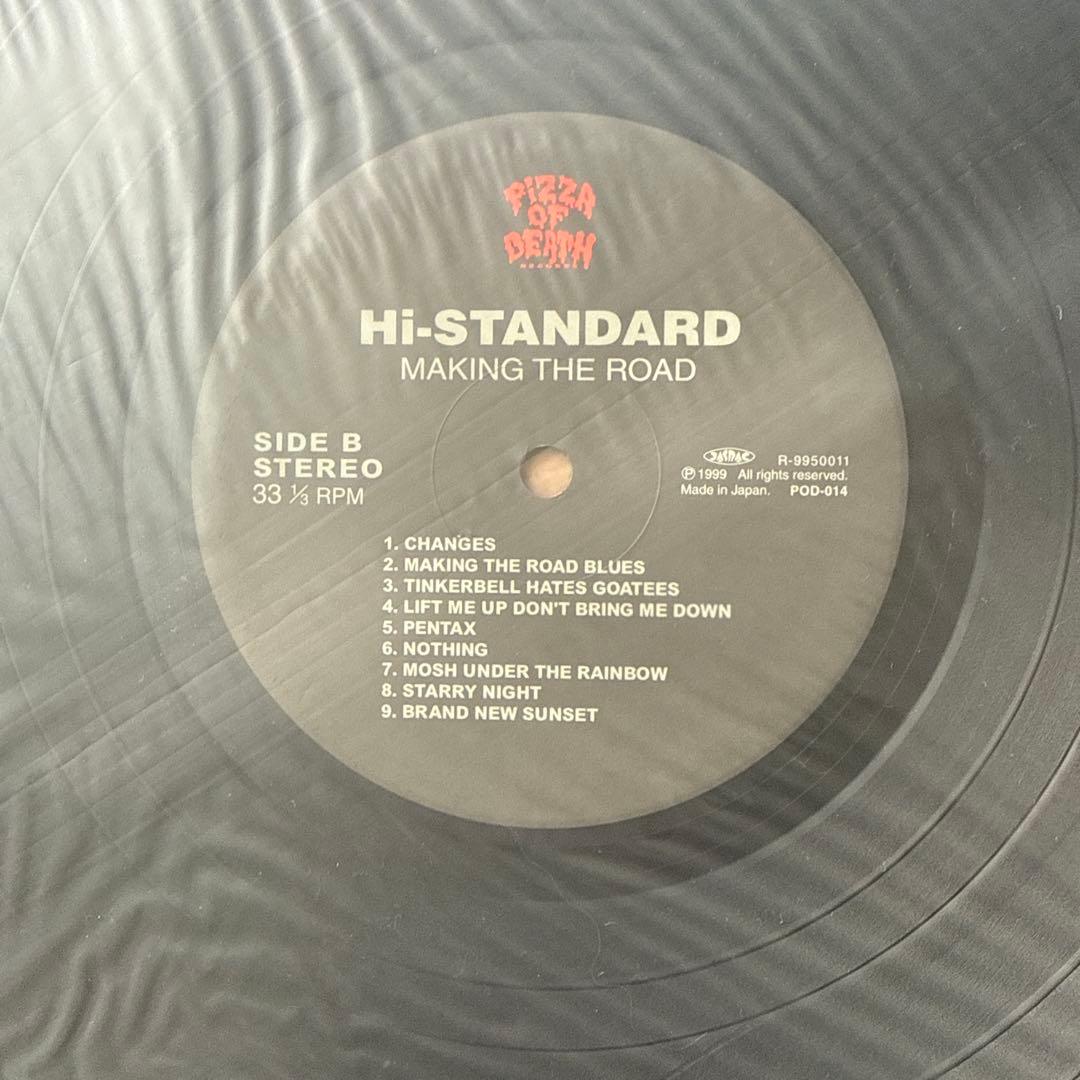 PiZZA
OF
DEATH
RECORDS
Hi-STANDARD
MAKING THE ROAD
SIDE B
STEREO
33 ⅓ RPM
JASRAC R-9950011
Ⓟ 1999 All rights reserved.
Made in Japan. POD-014
1. CHANGES
2. MAKING THE ROAD BLUES
3. TINKERBELL HATES GOATEES
4. LIFT ME UP DON'T BRING ME DOWN
5. PENTAX
6. NOTHING
7. MOSH UNDER THE RAINBOW
8. STARRY NIGHT
9. BRAND NEW SUNSET